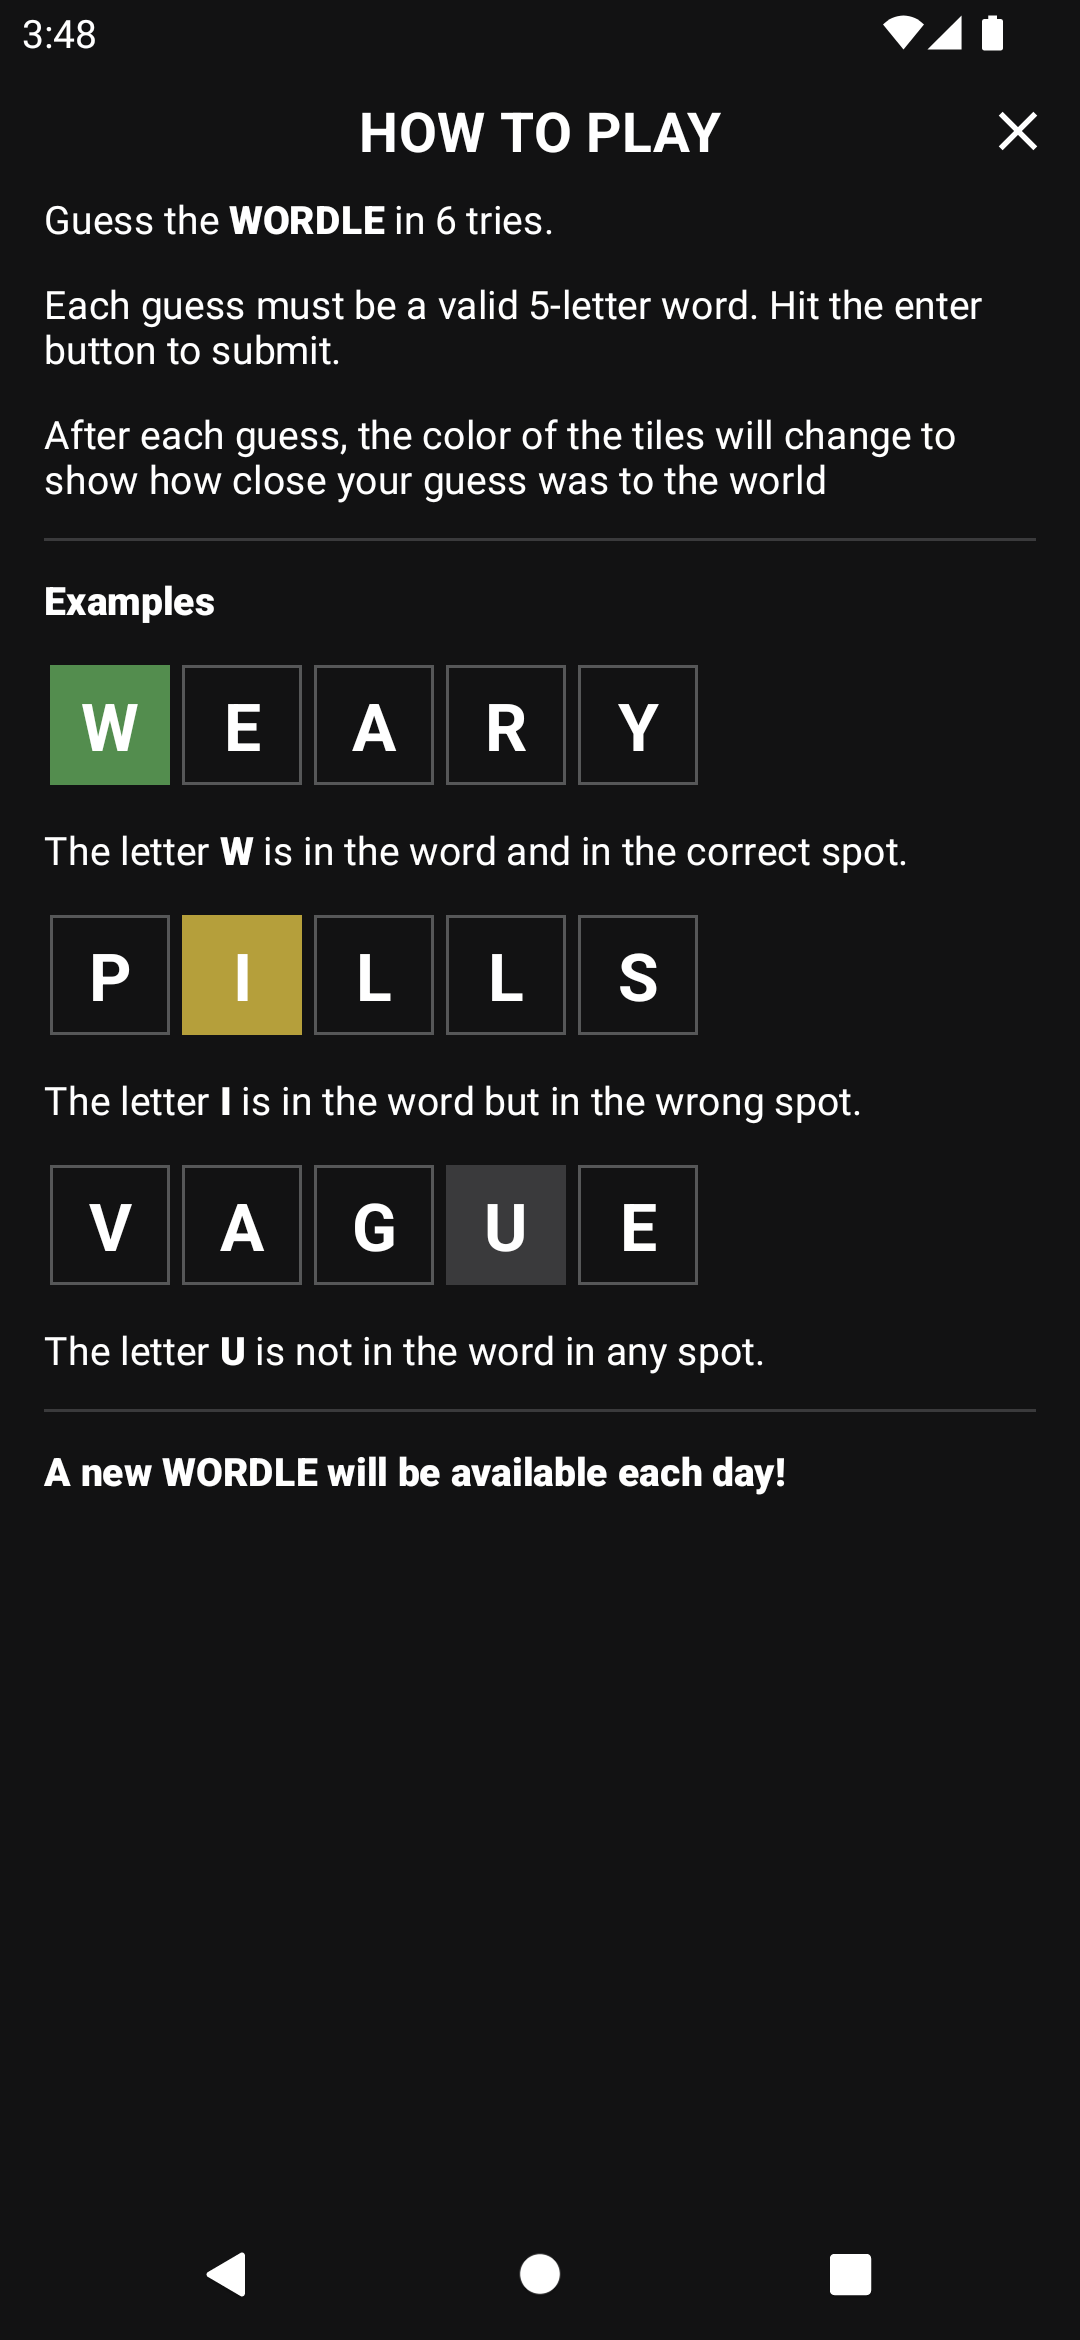 3:48
HOW TO PLAY
Guess the WORDLE in 6 tries.
Each guess must be a valid 5-letter word. Hit the enter
button to submit.
After each guess, the color of the tiles will change to
show how close your guess was to the world
Examples
W E A R Y
The letter W is in the word and in the correct spot.
P I L L S
The letter I is in the word but in the wrong spot.
V A G U E
The letter U is not in the word in any spot.
A new WORDLE will be available each day!